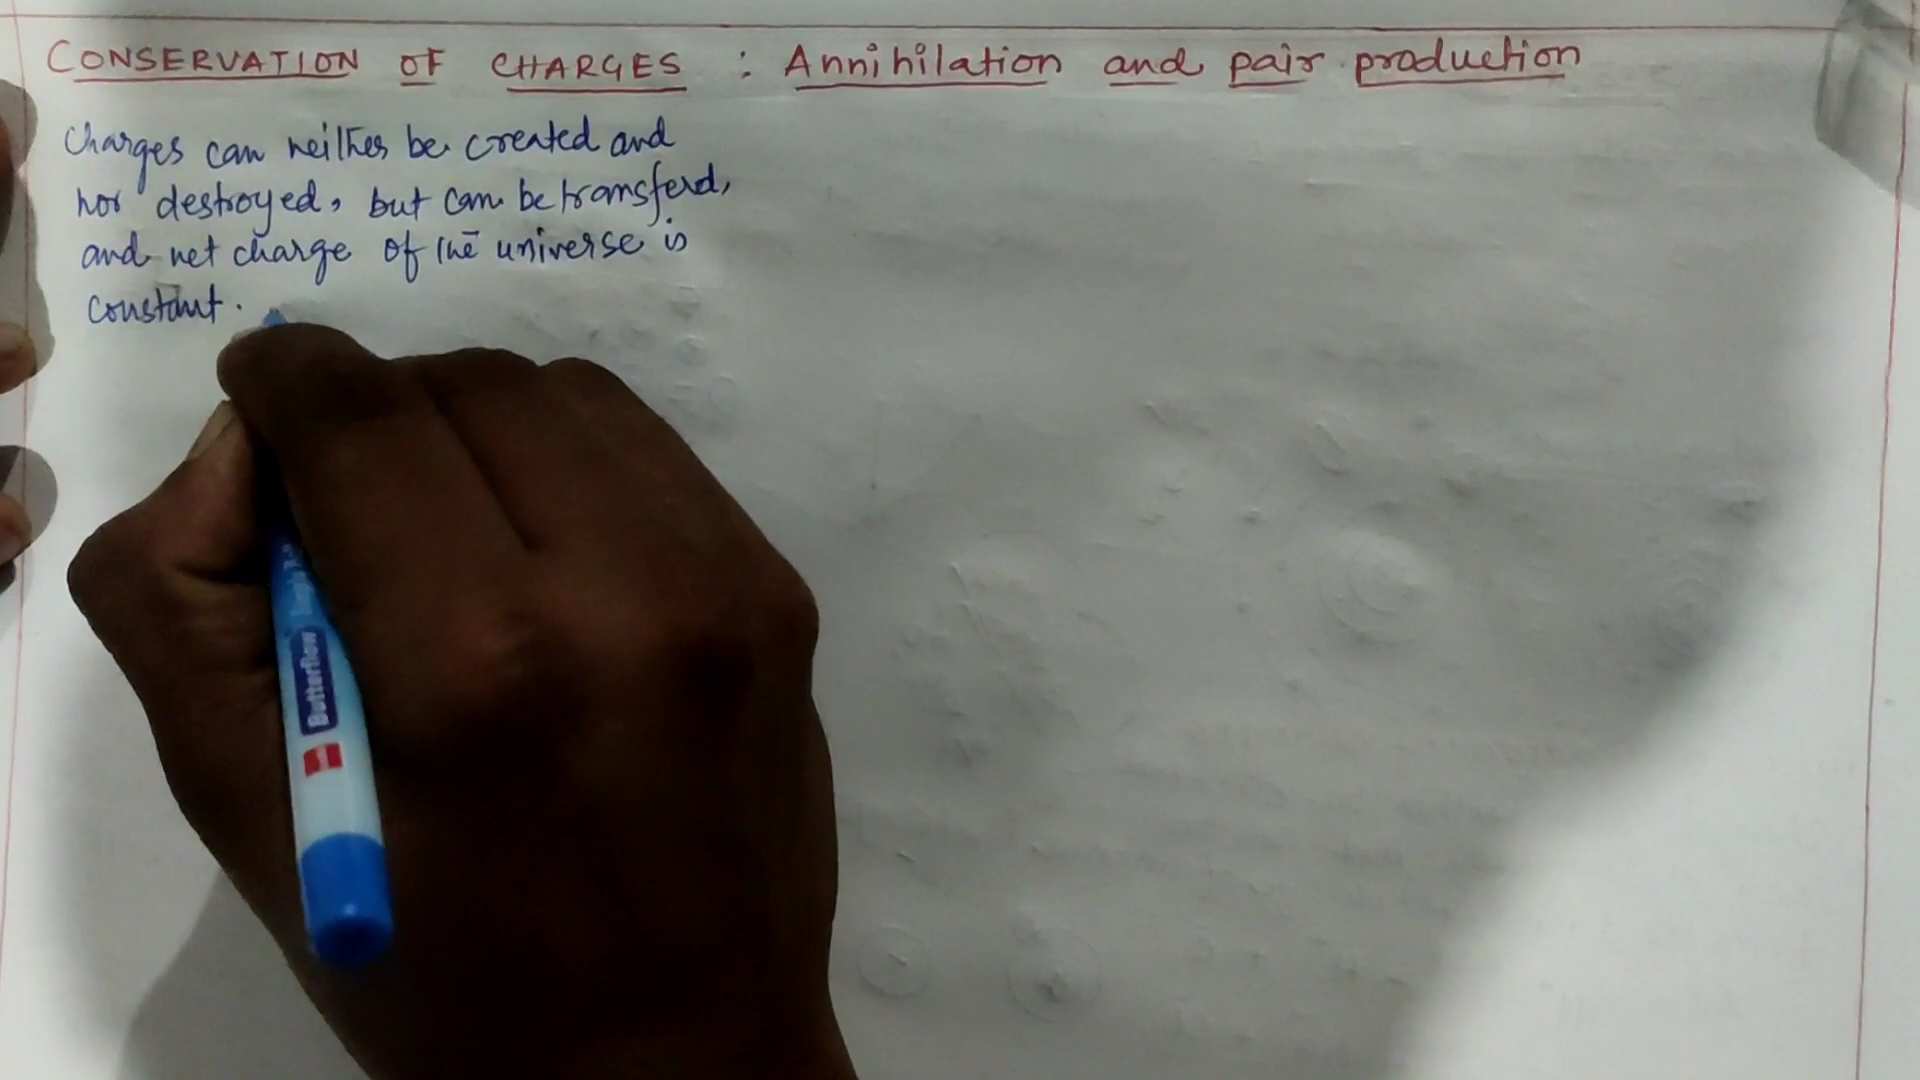 CONSERVATION OF CHARGES : Annihilation and pair production
Charges can neither be created and
nor destroyed, but can be transferd,
and net charge of the universe is
constant.
Butterflow